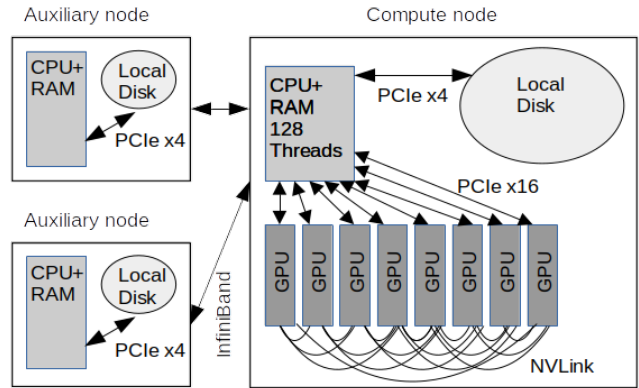 Auxiliary node
CPU+
RAM
Local
Disk
PCIe x4
Compute node
CPU+
RAM
128
Threads
PCIe x4
Local
Disk
PCIe x16
GPU
GPU
GPU
GPU
GPU
GPU
GPU
GPU
NVLink
Auxiliary node
CPU+
RAM
Local
Disk
PCIe x4
InfiniBand